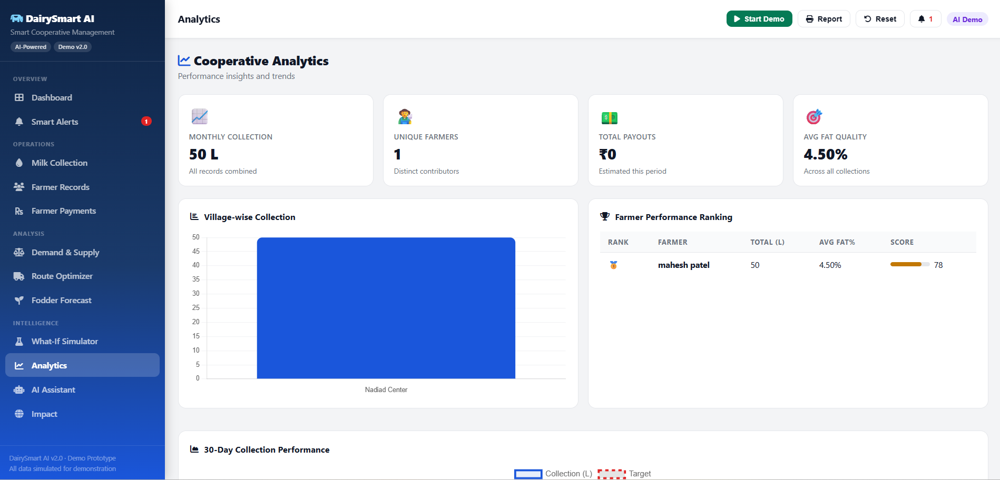 DairySmart AI
Smart Cooperative Management
AI-Powered Demo v2.0
OVERVIEW
Dashboard
Smart Alerts 1
OPERATIONS
Milk Collection
Farmer Records
Rs Farmer Payments
ANALYSIS
Demand & Supply
Route Optimizer
Fodder Forecast
INTELLIGENCE
What-If Simulator
Analytics
AI Assistant
Impact
DairySmart AI v2.0 · Demo Prototype
All data simulated for demonstration
Analytics
Start Demo Report Reset 1 AI Demo
Cooperative Analytics
Performance insights and trends
MONTHLY COLLECTION
50 L
All records combined
UNIQUE FARMERS
1
Distinct contributors
TOTAL PAYOUTS
₹0
Estimated this period
AVG FAT QUALITY
4.50%
Across all collections
Village-wise Collection
50
45
40
35
30
25
20
15
10
5
0
Nadiad Center
Farmer Performance Ranking
RANK FARMER TOTAL (L) AVG FAT% SCORE
1 mahesh patel 50 4.50% 78
30-Day Collection Performance
Collection (L) Target